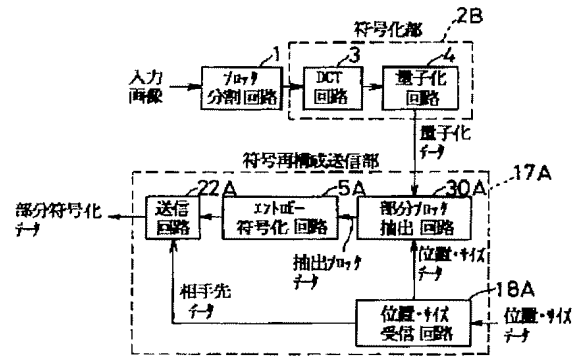 符号化部
2B
1
3
4
入力
画像
ブロック
分割回路
DCT
回路
量子化
回路
量子化
データ
符号再構成送信部
17A
22A
5A
30A
部分符号化
データ
送信
回路
エントロピー
符号化回路
部分ブロック
抽出回路
抽出ブロック
データ
位置・サイズ
データ
相手先
データ
18A
位置・サイズ
受信回路
位置・サイズ
データ